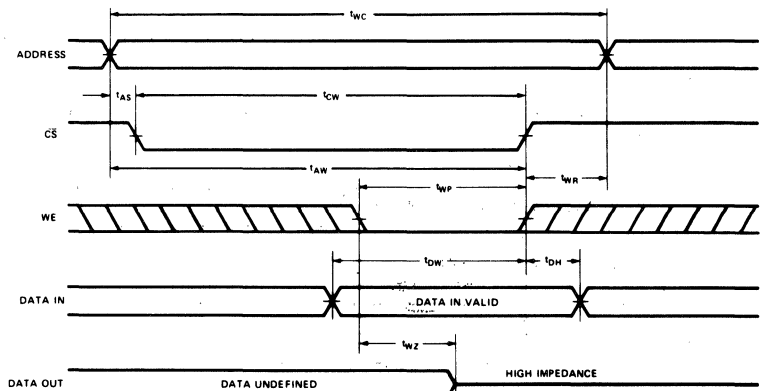 tWC
ADDRESS
tAS
tCW
CS
tAW
tWP
tWR
WE
tDW
tDH
DATA IN
DATA IN VALID
tWZ
HIGH IMPEDANCE
DATA OUT
DATA UNDEFINED